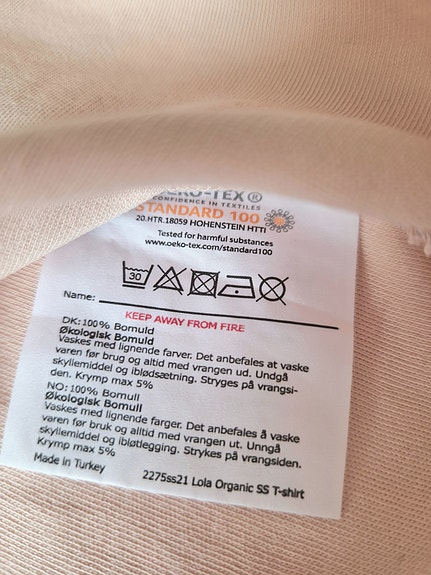 OEKO-TEX®
CONFIDENCE IN TEXTILES
STANDARD 100
20.HTR.18059 HOHENSTEIN HTTI
Tested for harmful substances
www.oeko-tex.com/standard100
30
Name:
KEEP AWAY FROM FIRE
DK:100% Bomuld
Økologisk Bomuld
Vaskes med lignende farver. Det anbefales at vaske
varen før brug og altid med vrangen ud. Undgå
skyllemiddel og iblødsætning. Stryges på vrangsi-
den. Krymp max 5%
NO:100% Bomull
Økologisk Bomull
Vaskes med lignende farger. Det anbefales å vaske
varen før bruk og alltid med vrangen ut. Unngå
skyllemiddel og ibløtlegging. Strykes på vrangsiden.
Krymp max 5%
Made in Turkey
2275ss21 Lola Organic SS T-shirt